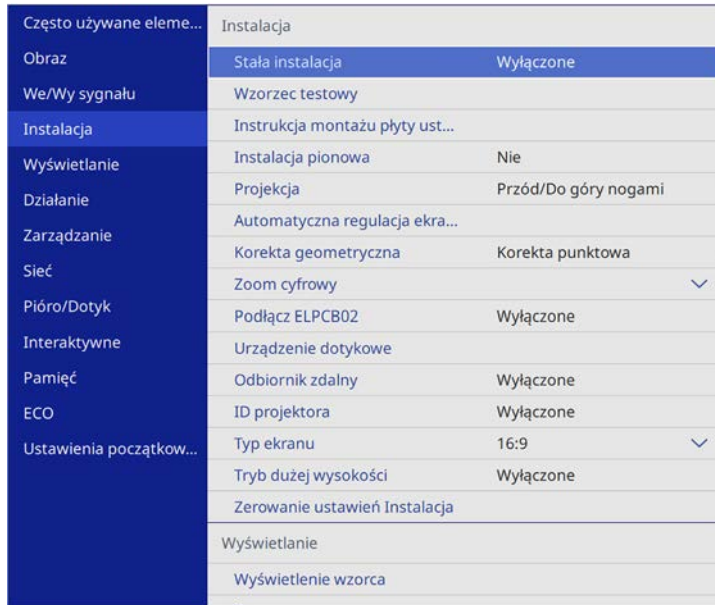 Często używane eleme...
Obraz
We/Wy sygnału
Instalacja
Wyświetlanie
Działanie
Zarządzanie
Sieć
Pióro/Dotyk
Interaktywne
Pamięć
ECO
Ustawienia początkow...
Instalacja
Stała instalacja Wyłączone
Wzorzec testowy
Instrukcja montażu płyty ust...
Instalacja pionowa Nie
Projekcja Przód/Do góry nogami
Automatyczna regulacja ekra...
Korekta geometryczna Korekta punktowa
Zoom cyfrowy
Podłącz ELPCB02 Wyłączone
Urządzenie dotykowe
Odbiornik zdalny Wyłączone
ID projektora Wyłączone
Typ ekranu 16:9
Tryb dużej wysokości Wyłączone
Zerowanie ustawień Instalacja
Wyświetlanie
Wyświetlenie wzorca